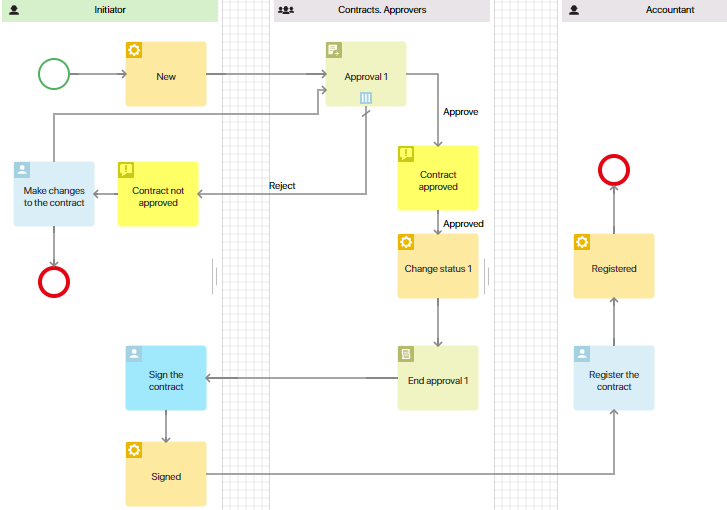 Initiator
Contracts. Approvers
Accountant
New
Approval 1
Approve
Make changes
to the contract
Contract not
approved
Reject
Contract
approved
Approved
Change status 1
Registered
Sign the
contract
End approval 1
Register the
contract
Signed